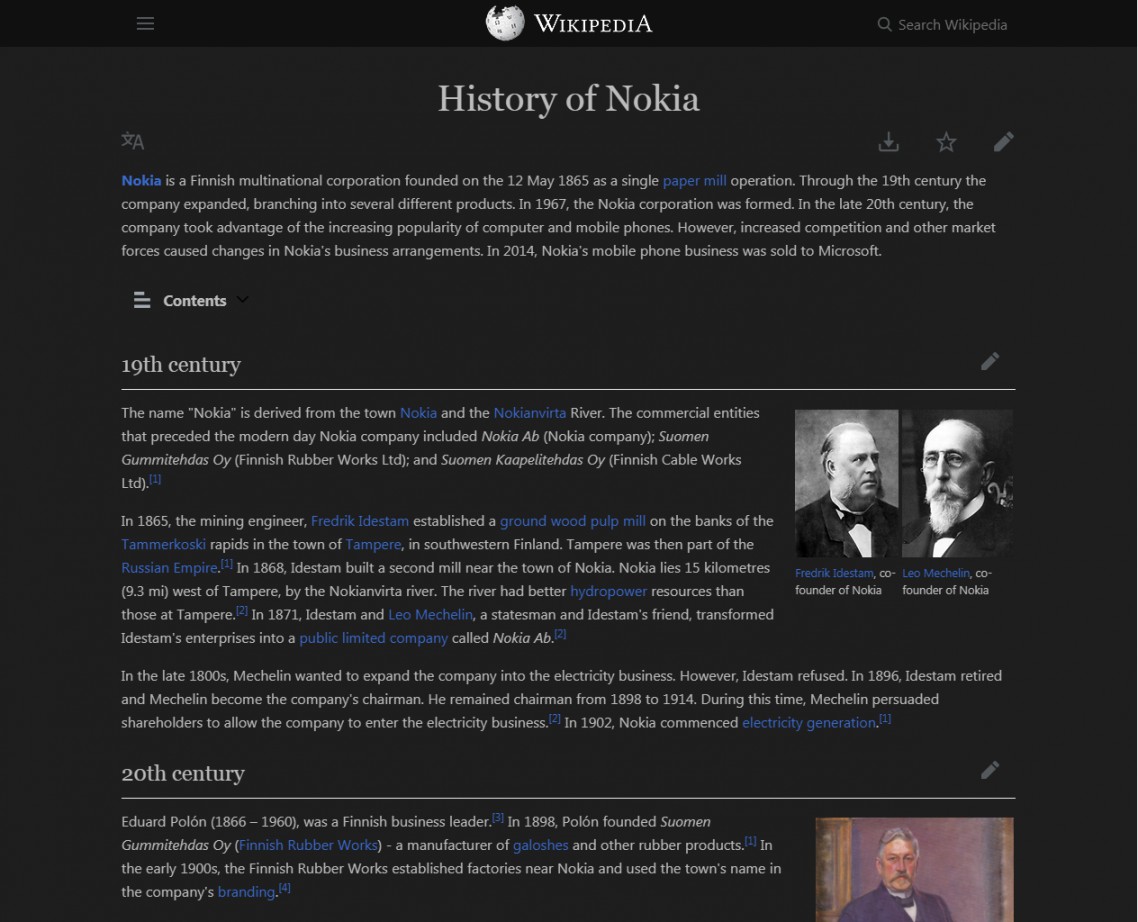 WIKIPEDIA
Search Wikipedia
History of Nokia
Nokia is a Finnish multinational corporation founded on the 12 May 1865 as a single paper mill operation. Through the 19th century the
company expanded, branching into several different products. In 1967, the Nokia corporation was formed. In the late 20th century, the
company took advantage of the increasing popularity of computer and mobile phones. However, increased competition and other market
forces caused changes in Nokia's business arrangements. In 2014, Nokia's mobile phone business was sold to Microsoft.
Contents
19th century
The name "Nokia" is derived from the town Nokia and the Nokianvirta River. The commercial entities
that preceded the modern day Nokia company included Nokia Ab (Nokia company); Suomen
Gummitehdas Oy (Finnish Rubber Works Ltd); and Suomen Kaapelitehdas Oy (Finnish Cable Works
Ltd).[1]
In 1865, the mining engineer, Fredrik Idestam established a ground wood pulp mill on the banks of the
Tammerkoski rapids in the town of Tampere, in southwestern Finland. Tampere was then part of the
Russian Empire.[1] In 1868, Idestam built a second mill near the town of Nokia. Nokia lies 15 kilometres
(9.3 mi) west of Tampere, by the Nokianvirta river. The river had better hydropower resources than
those at Tampere.[2] In 1871, Idestam and Leo Mechelin, a statesman and Idestam's friend, transformed
Idestam's enterprises into a public limited company called Nokia Ab.[2]
Fredrik Idestam, co-
founder of Nokia
Leo Mechelin, co-
founder of Nokia
In the late 1800s, Mechelin wanted to expand the company into the electricity business. However, Idestam refused. In 1896, Idestam retired
and Mechelin become the company's chairman. He remained chairman from 1898 to 1914. During this time, Mechelin persuaded
shareholders to allow the company to enter the electricity business.[2] In 1902, Nokia commenced electricity generation.[1]
20th century
Eduard Polón (1866 – 1960), was a Finnish business leader.[3] In 1898, Polón founded Suomen
Gummitehdas Oy (Finnish Rubber Works) - a manufacturer of galoshes and other rubber products.[1] In
the early 1900s, the Finnish Rubber Works established factories near Nokia and used the town's name in
the company's branding.[4]